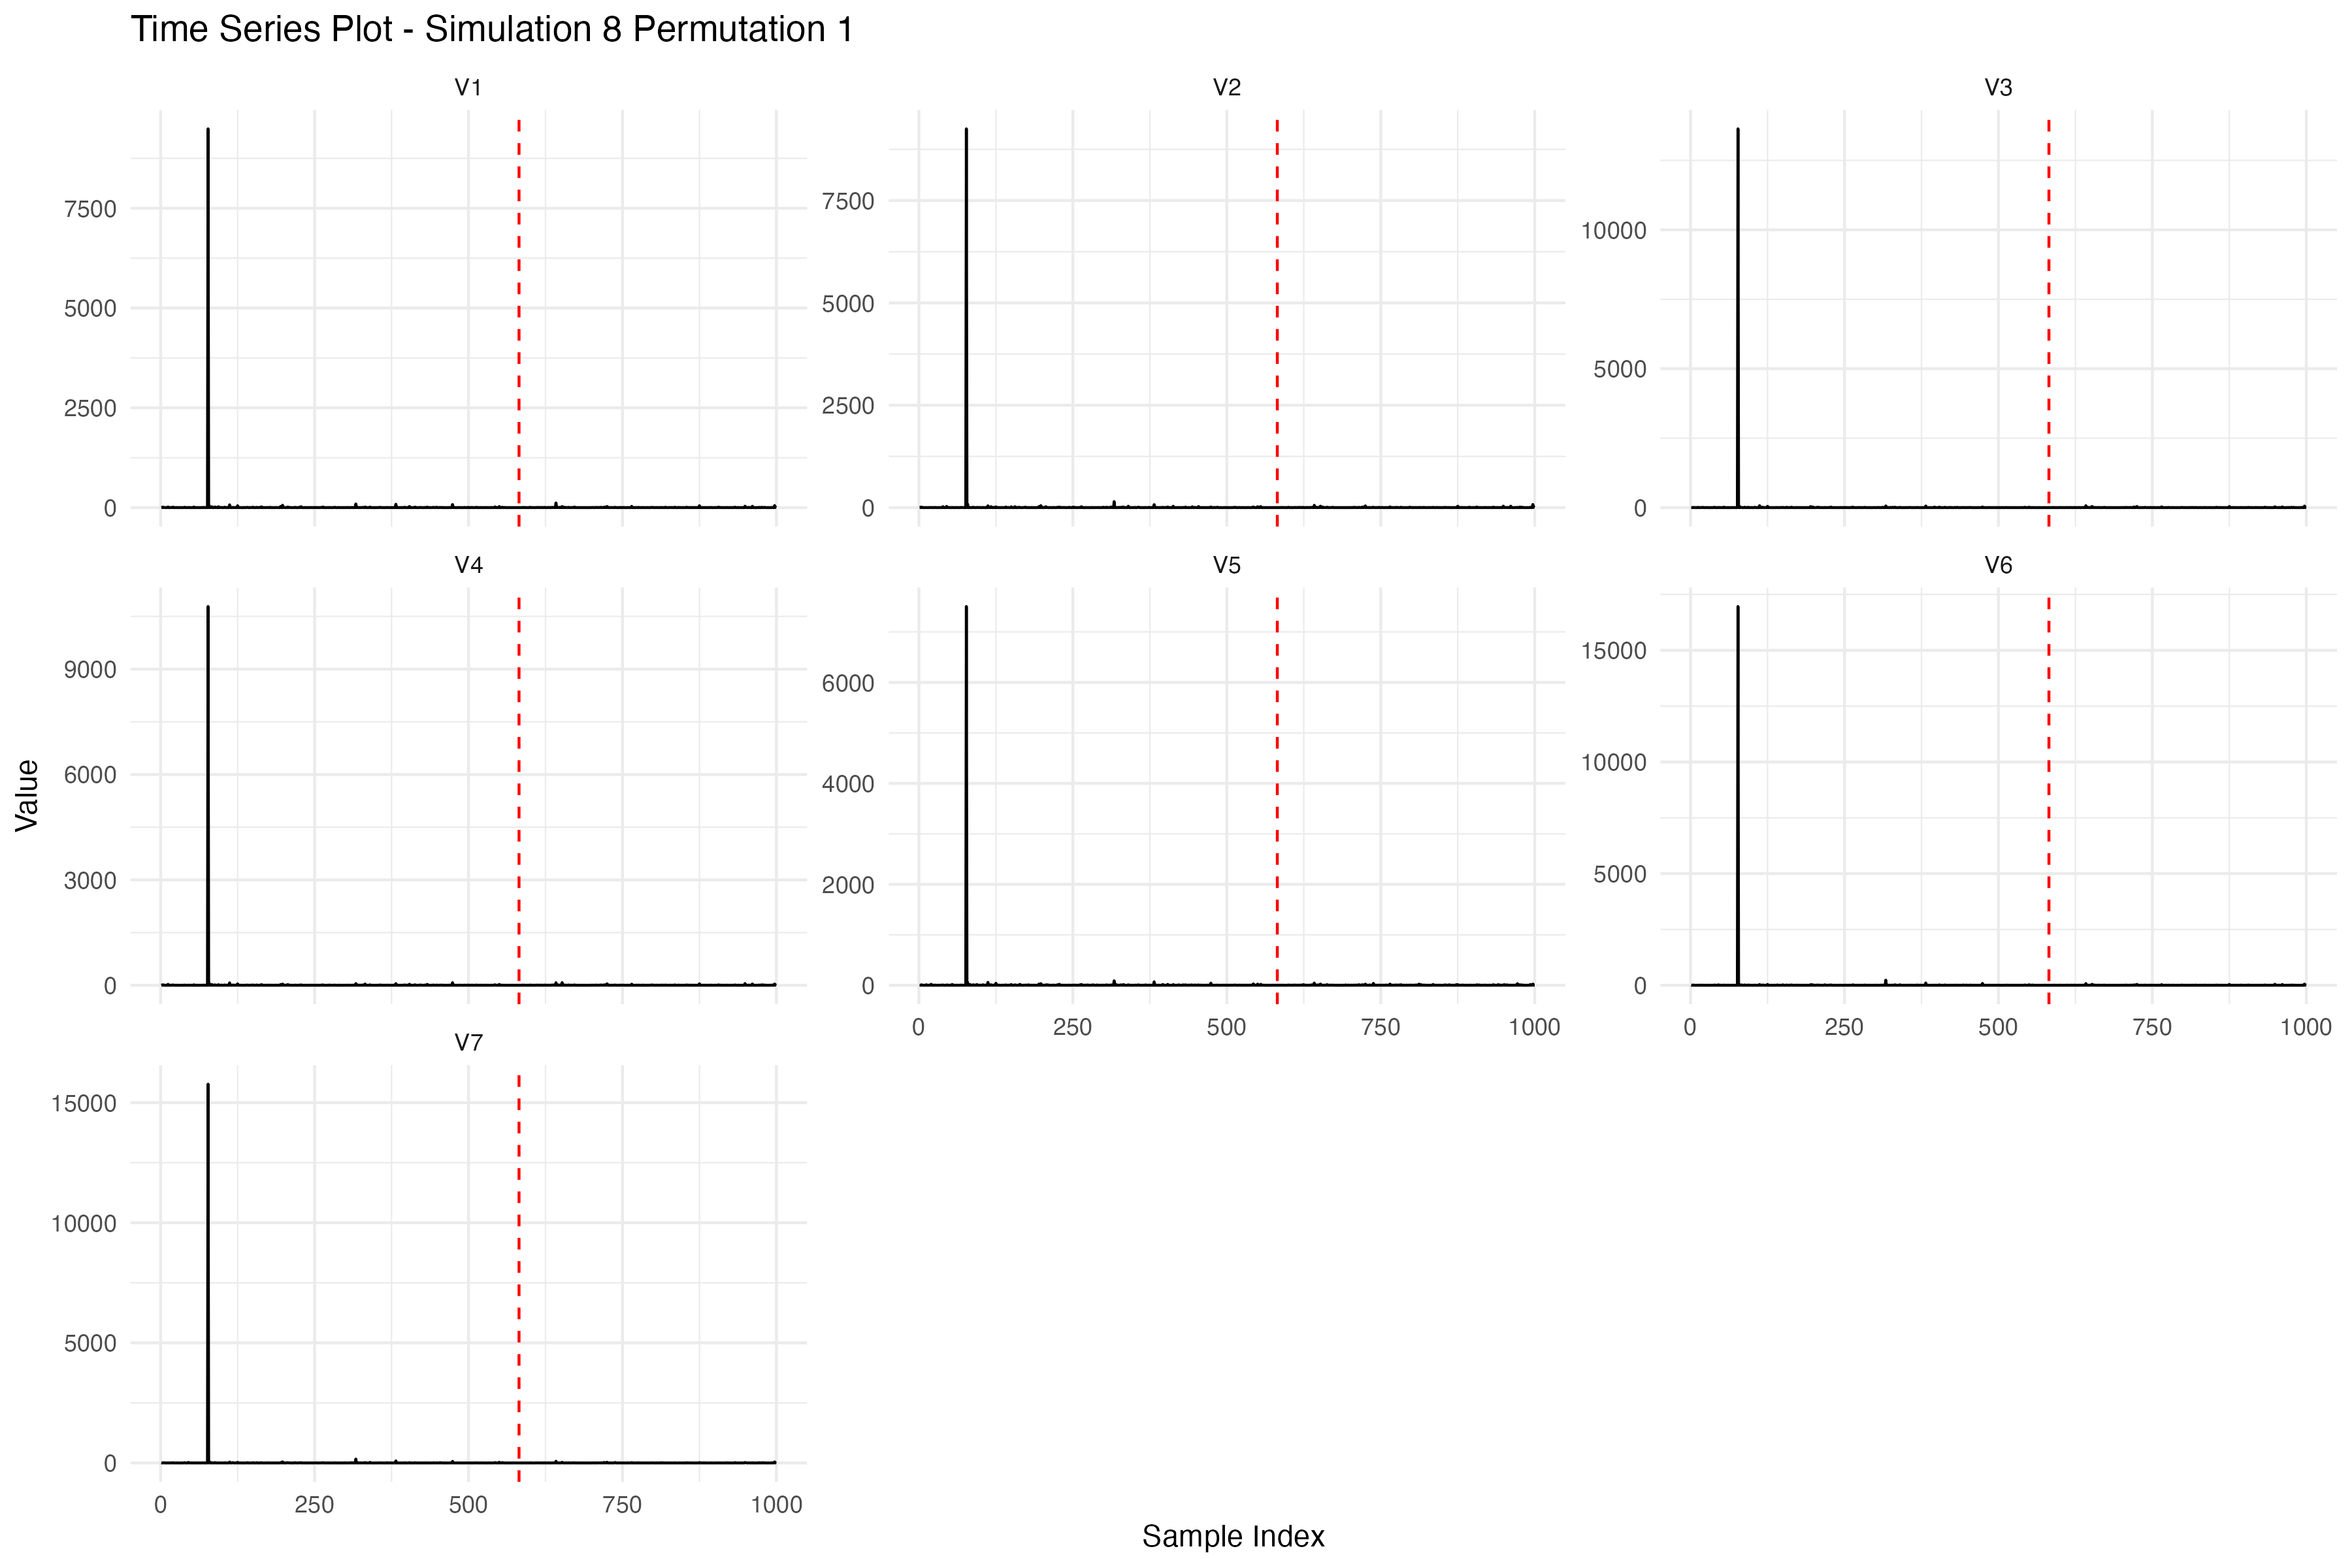 Time Series Plot - Simulation 8 Permutation 1
V1 V2 V3
7500 5000 2500 0
7500 5000 2500 0
10000 5000 0
V4 V5 V6
9000 6000 3000 0
6000 4000 2000 0
15000 10000 5000 0
0 250 500 750 1000
0 250 500 750 1000
V7
15000 10000 5000 0
0 250 500 750 1000
Value
Sample Index